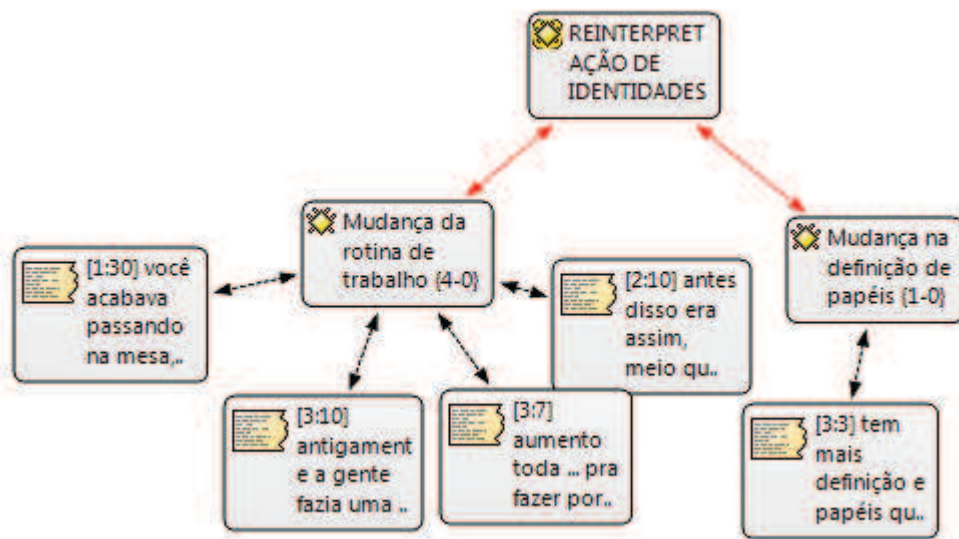 REINTERPRET
AÇÃO DE
IDENTIDADES
Mudança da
rotina de
trabalho {4-0}
Mudança na
definição de
papéis {1-0}
[1:30] você
acabava
passando
na mesa,..
[2:10] antes
disso era
assim,
meio qu..
[3:10]
antigament
e a gente
fazia uma ..
[3:7]
aumento
toda ... pra
fazer por..
[3:3] tem
mais
definição e
papéis qu..